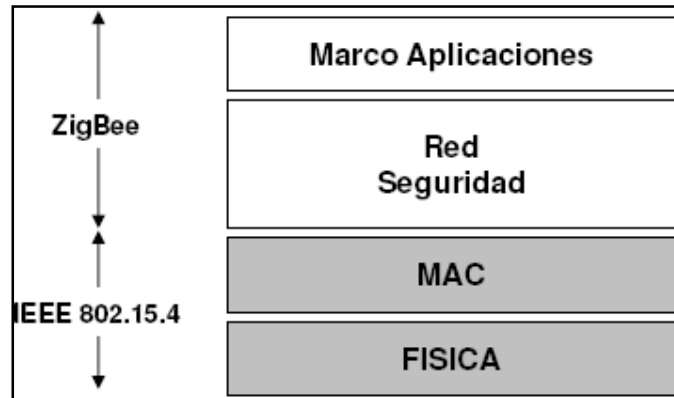 Marco Aplicaciones
ZigBee
Red
Seguridad
MAC
IEEE 802.15.4
FISICA